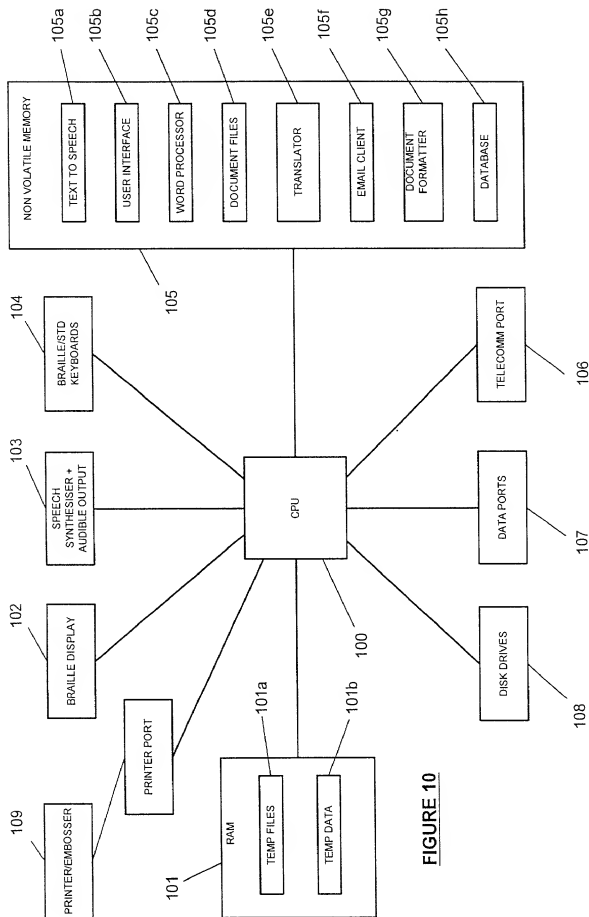 109
PRINTER/EMBOSSER
PRINTER PORT
102
BRAILLE DISPLAY
103
SPEECH
SYNTHESISER +
AUDIBLE OUTPUT
104
BRAILLE/STD
KEYBOARDS
105
NON VOLATILE MEMORY
TEXT TO SPEECH
105a
USER INTERFACE
105b
WORD PROCESSOR
105c
DOCUMENT FILES
105d
TRANSLATOR
105e
EMAIL CLIENT
105f
DOCUMENT
FORMATTER
105g
DATABASE
105h
CPU
100
101
RAM
TEMP FILES
101a
TEMP DATA
101b
DISK DRIVES
108
DATA PORTS
107
TELECOMM PORT
106
FIGURE 10